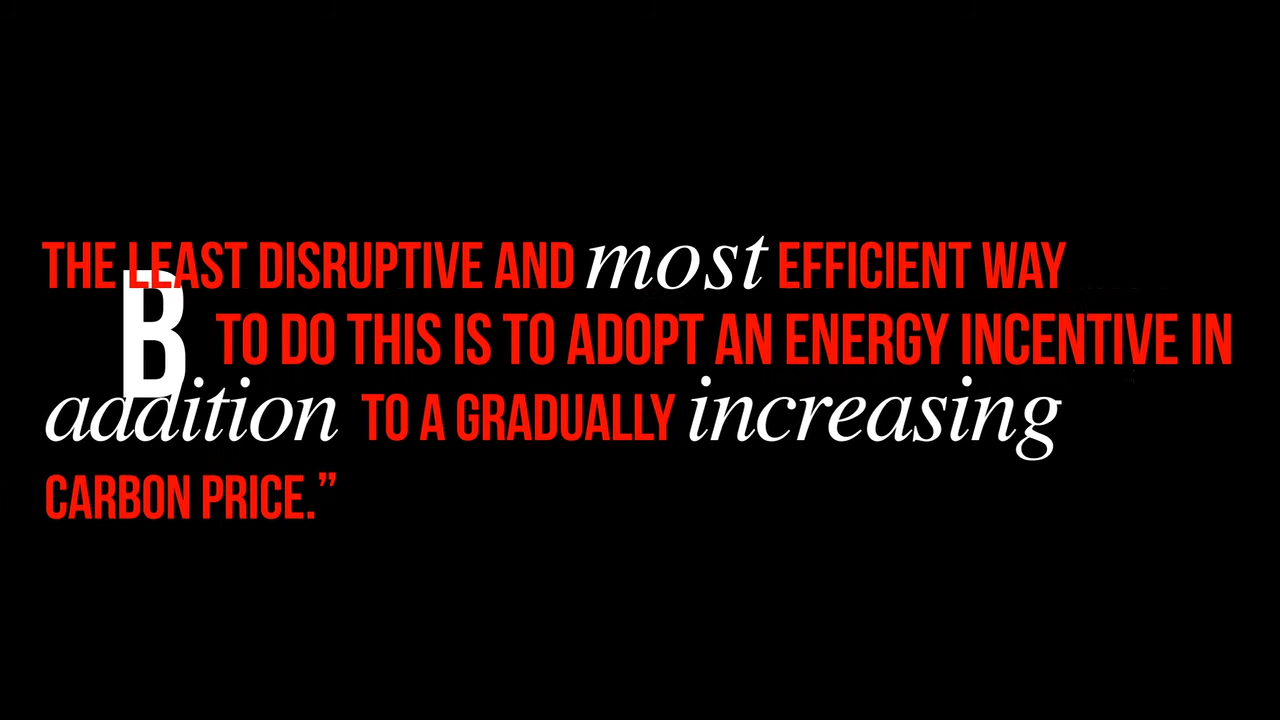 THE LEAST DISRUPTIVE AND most EFFICIENT WAY
B TO DO THIS IS TO ADOPT AN ENERGY INCENTIVE IN
addition TO A GRADUALLY increasing
CARBON PRICE.”